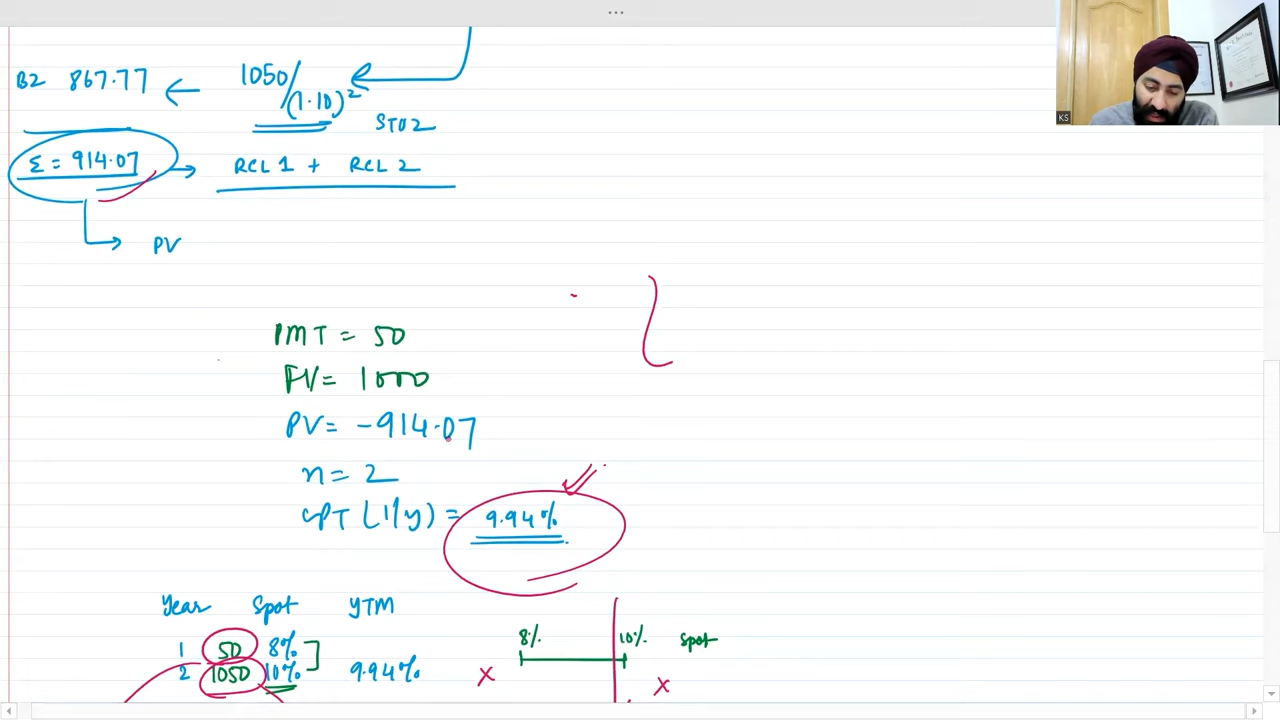 B2 867.77 ← 1050/(1.10)²
STO2
Σ = 914.07 → RCL 1 + RCL 2
PV
PMT = 50
FV = 1000
PV = -914.07
n = 2
CPT (I/y) = 9.94%
Year Spot YTM
1 50 8%
2 1050 10% 9.94%
8% 10% Spot
x x
KS